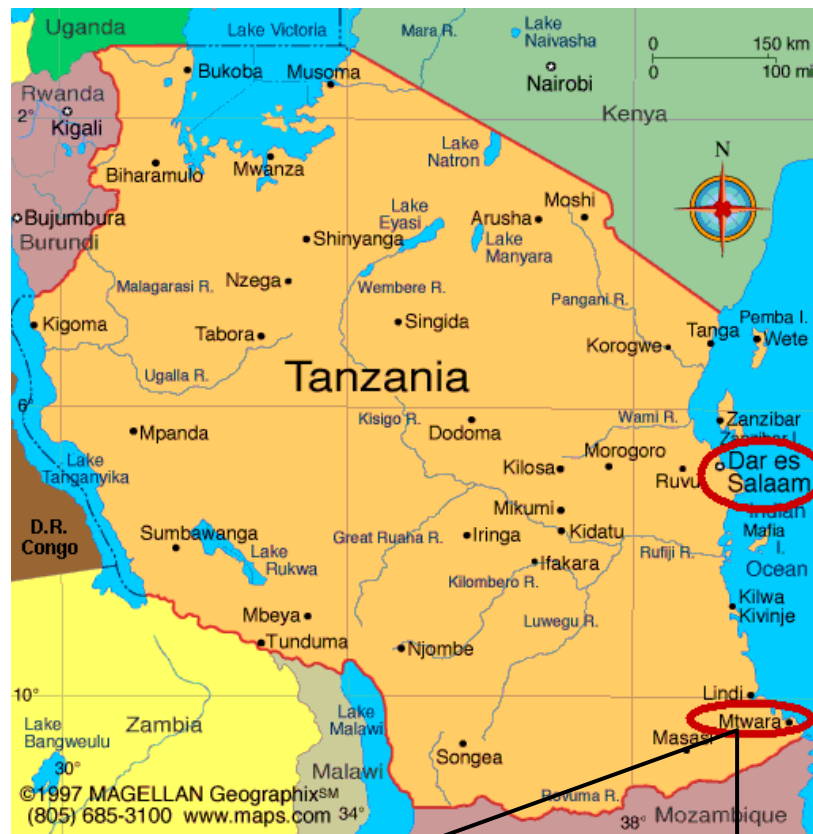 Uganda
Lake Victoria
Mara R.
Lake
Naivasha
0 150 km
0 100 mi
Bukoba
Musoma
Nairobi
Rwanda
Kigali
2°
Kenya
Lake
Natron
N
Biharamulo
Mwanza
Bujumbura
Burundi
Lake
Eyasi
Arusha
Moshi
Shinyanga
Lake
Manyara
Malagarasi R.
Nzega
Wembere R.
Pangani R.
Kigoma
Singida
Pemba I.
Tabora
Korogwe
Tanga
Wete
Ugalla R.
Tanzania
6°
Kisigo R.
Wami R.
Zanzibar
Zanzibar I.
Mpanda
Dodoma
Lake
Tanganyika
Kilosa
Morogoro
Ruvu
Dar es
Salaam
Mikumi
Indian
D.R.
Congo
Sumbawanga
Great Ruaha R.
Iringa
Kidatu
Mafia
I.
Lake
Rukwa
Ifakara
Rufiji R.
Ocean
Kilombero R.
Mbeya
Luwegu R.
Kilwa
Kivinje
Tunduma
Njombe
10°
Lindi
Zambia
Lake
Malawi
Mtwara
Lake
Bangweulu
Songea
Masasi
30°
Malawi
©1997 MAGELLAN Geographix℠
Rovuma R.
(805) 685-3100 www.maps.com
34°
38°
Mozambique